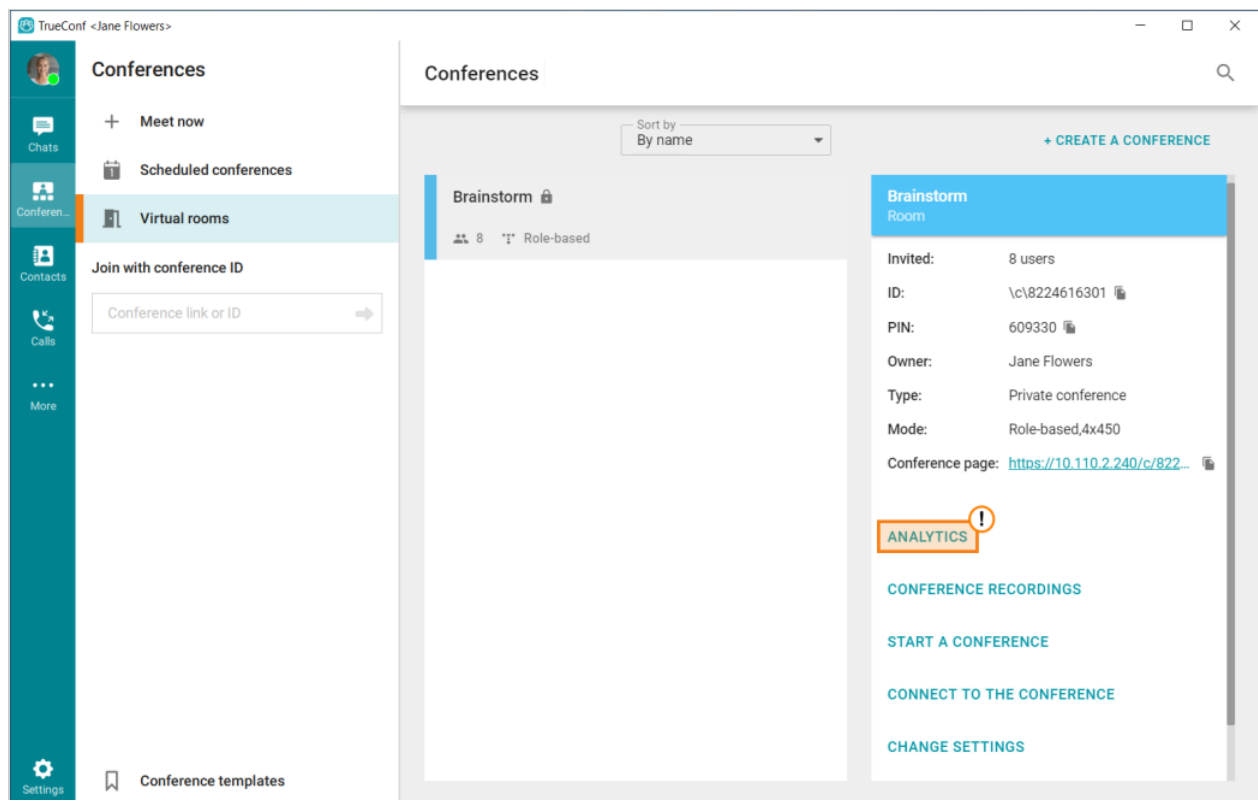 TrueConf <Jane Flowers>
Chats
Conferen...
Contacts
Calls
More
Settings
Conferences
Meet now
Scheduled conferences
Virtual rooms
Join with conference ID
Conference link or ID
Conference templates
Conferences
Sort by
By name
+ CREATE A CONFERENCE
Brainstorm
8 Role-based
Brainstorm
Room
Invited: 8 users
ID: \c\8224616301
PIN: 609330
Owner: Jane Flowers
Type: Private conference
Mode: Role-based,4x450
Conference page: https://10.110.2.240/c/822...
!
ANALYTICS
CONFERENCE RECORDINGS
START A CONFERENCE
CONNECT TO THE CONFERENCE
CHANGE SETTINGS